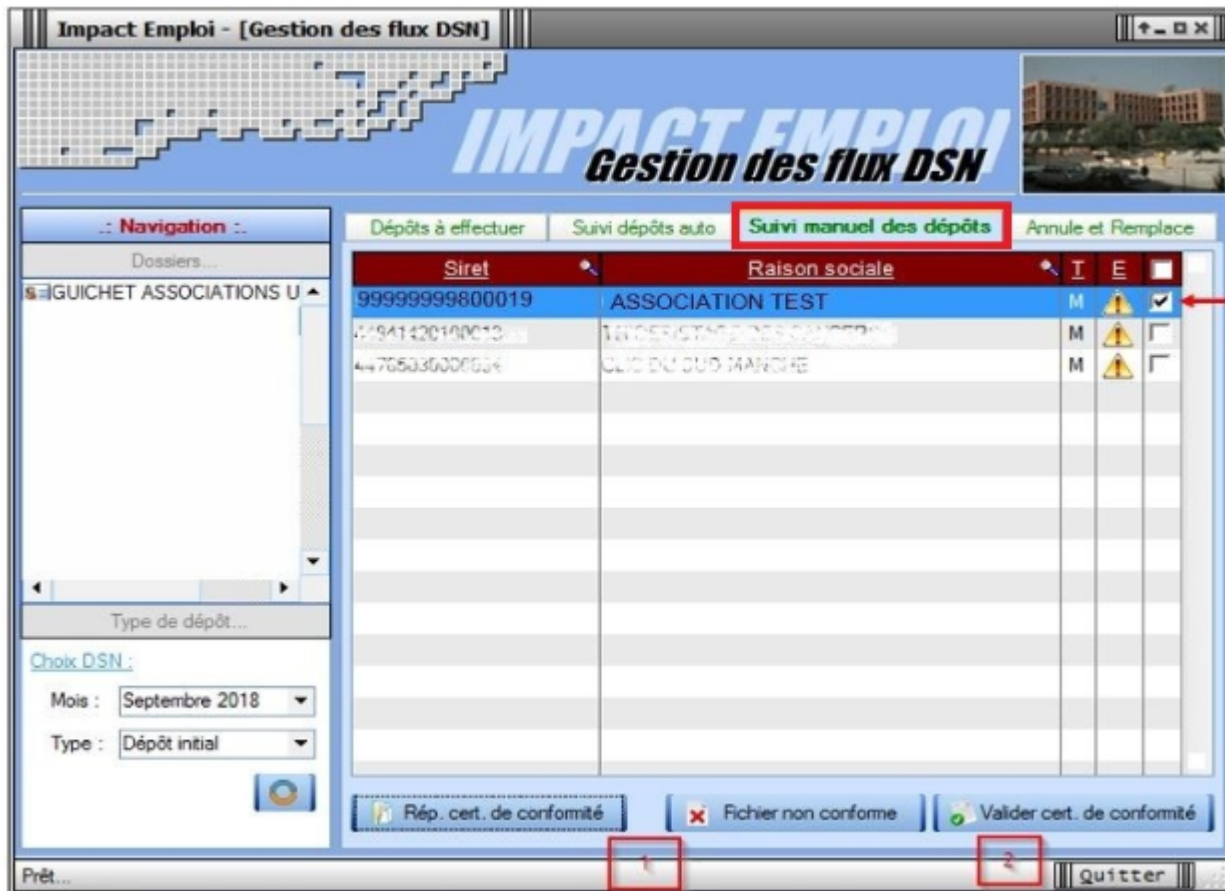 Impact Emploi - [Gestion des flux DSN]
IMPACT EMPLOI
Gestion des flux DSN
.: Navigation :.
Dossiers...
GUICHET ASSOCIATIONS U
Type de dépôt...
Choix DSN :
Mois : Septembre 2018
Type : Dépôt initial
Dépôts à effectuer Suivi dépôts auto Suivi manuel des dépôts Annule et Remplace
Siret Raison sociale T E
99999999800019 ASSOCIATION TEST M
M
M
Rép. cert. de conformité Fichier non conforme Valider cert. de conformité
1 2
Prêt... Quitter